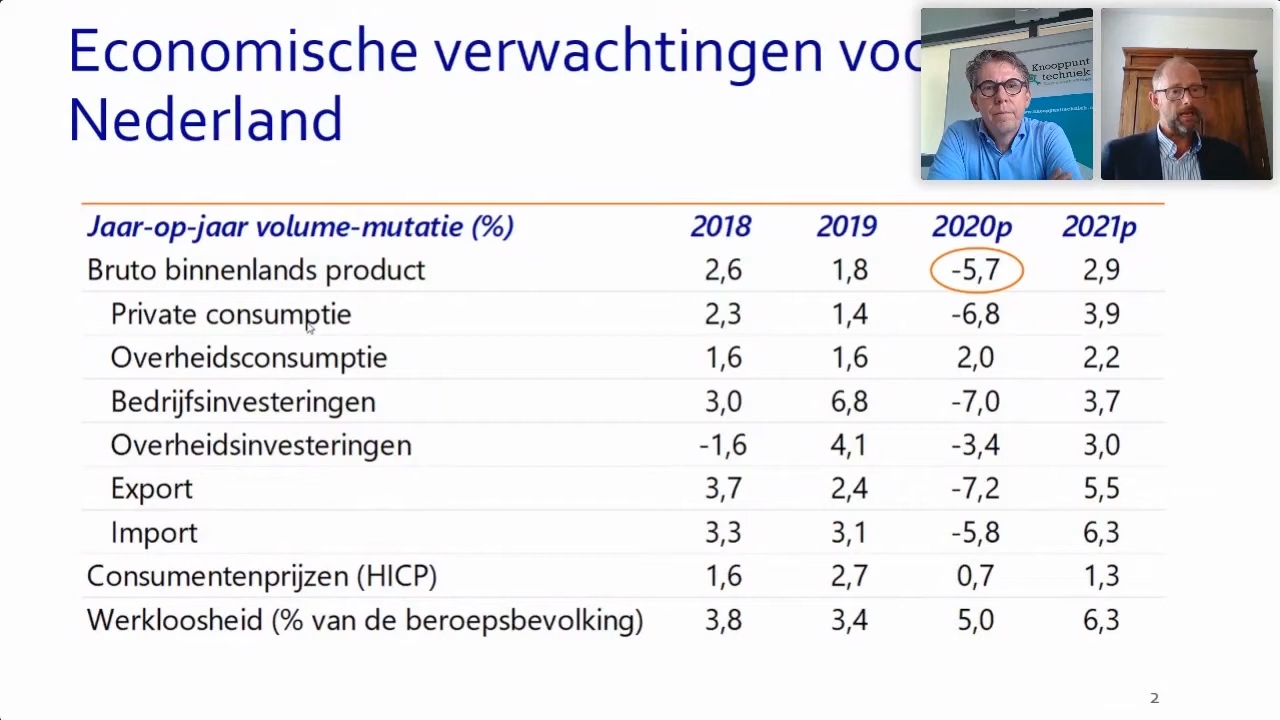 Economische verwachtingen voo
Nederland
Knooppunt
techniek
Jaar-op-jaar volume-mutatie (%) 2018 2019 2020p 2021p
Bruto binnenlands product 2,6 1,8 -5,7 2,9
Private consumptie 2,3 1,4 -6,8 3,9
Overheidsconsumptie 1,6 1,6 2,0 2,2
Bedrijfsinvesteringen 3,0 6,8 -7,0 3,7
Overheidsinvesteringen -1,6 4,1 -3,4 3,0
Export 3,7 2,4 -7,2 5,5
Import 3,3 3,1 -5,8 6,3
Consumentenprijzen (HICP) 1,6 2,7 0,7 1,3
Werkloosheid (% van de beroepsbevolking) 3,8 3,4 5,0 6,3
2